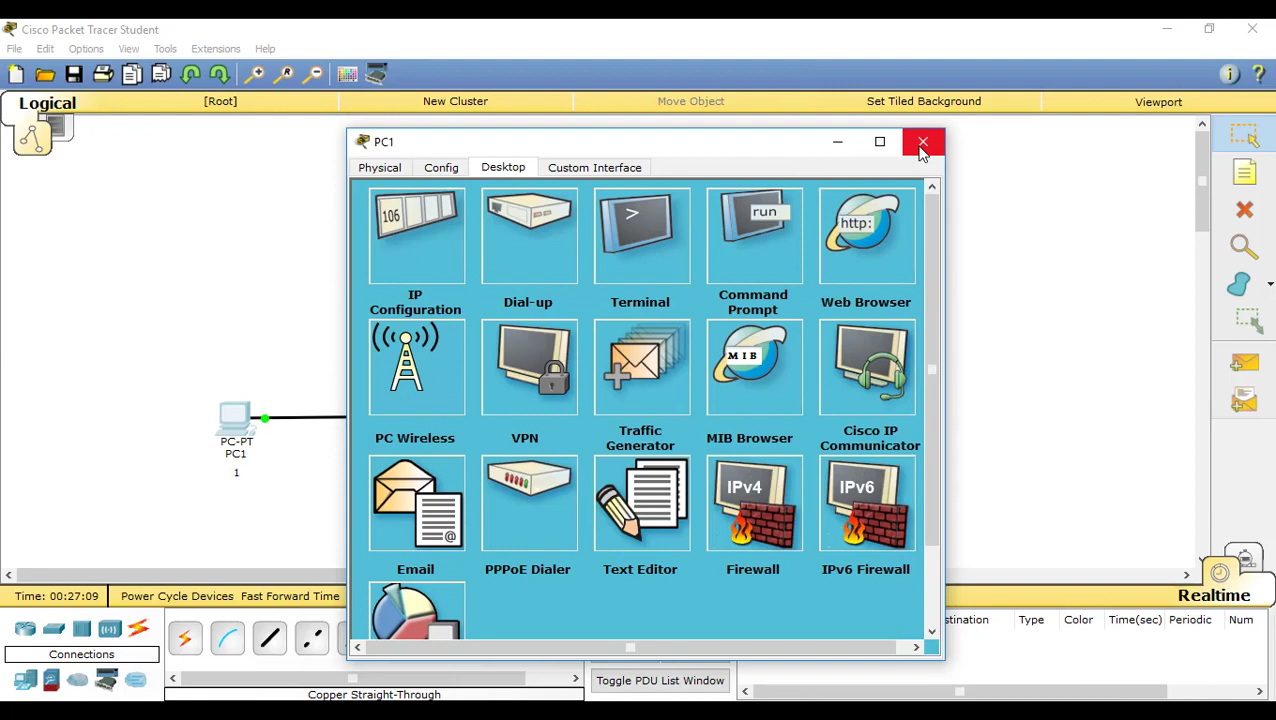 Cisco Packet Tracer Student
File Edit Options View Tools Extensions Help
Logical
[Root]
New Cluster
Move Object
Set Tiled Background
Viewport
PC1
Physical Config Desktop Custom Interface
106
>
run
http:
IP
Configuration
Dial-up
Terminal
Command
Prompt
Web Browser
MIB
PC Wireless
VPN
Traffic
Generator
MIB Browser
Cisco IP
Communicator
@
IPv4
IPv6
Email
PPPoE Dialer
Text Editor
Firewall
IPv6 Firewall
PC-PT
PC1
1
Time: 00:27:09 Power Cycle Devices Fast Forward Time
Realtime
Connections
Copper Straight-Through
Toggle PDU List Window
stination Type Color Time(sec) Periodic Num